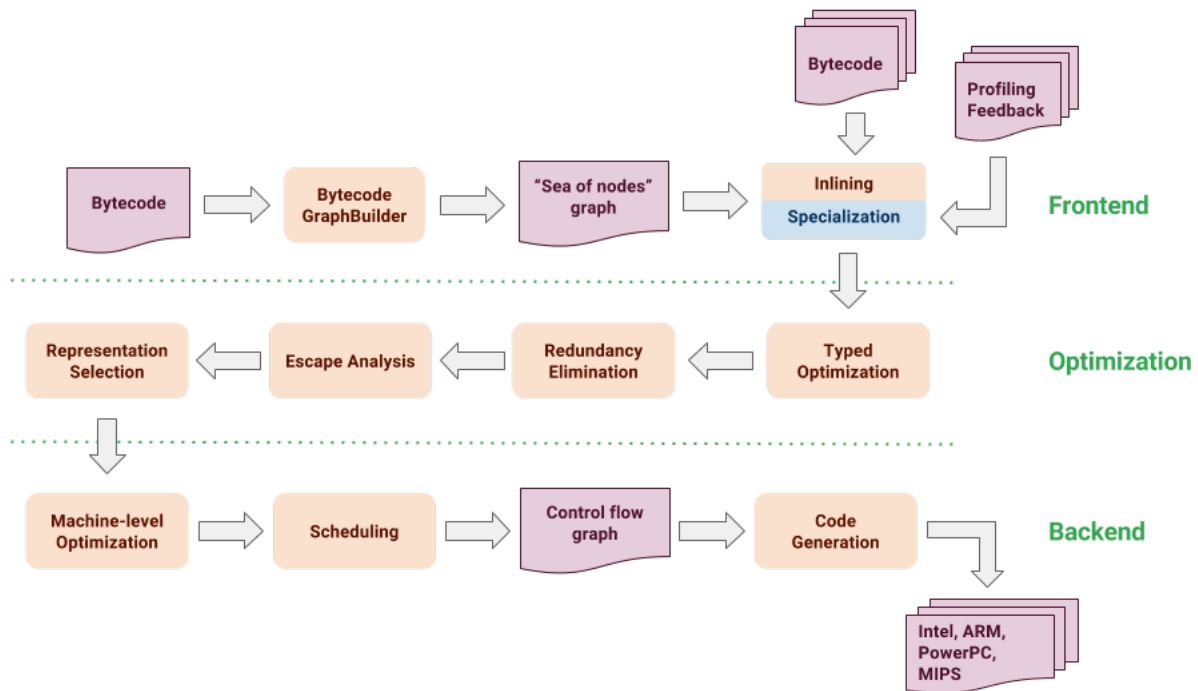 Bytecode
Profiling
Feedback
Bytecode
Bytecode
GraphBuilder
“Sea of nodes”
graph
Inlining
Specialization
Frontend
Representation
Selection
Escape Analysis
Redundancy
Elimination
Typed
Optimization
Optimization
Machine-level
Optimization
Scheduling
Control flow
graph
Code
Generation
Backend
Intel, ARM,
PowerPC,
MIPS